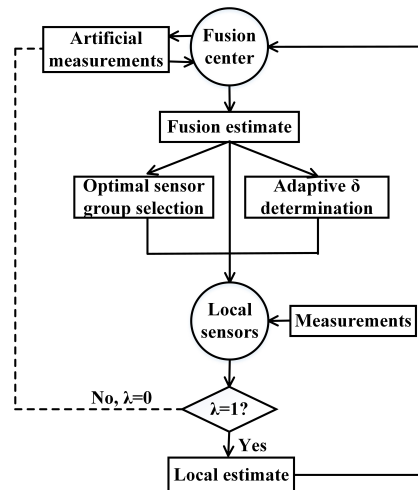 Artificial
measurements
Fusion
center
Fusion estimate
Optimal sensor
group selection
Adaptive δ
determination
Local
sensors
Measurements
No, λ=0
λ=1?
Yes
Local estimate